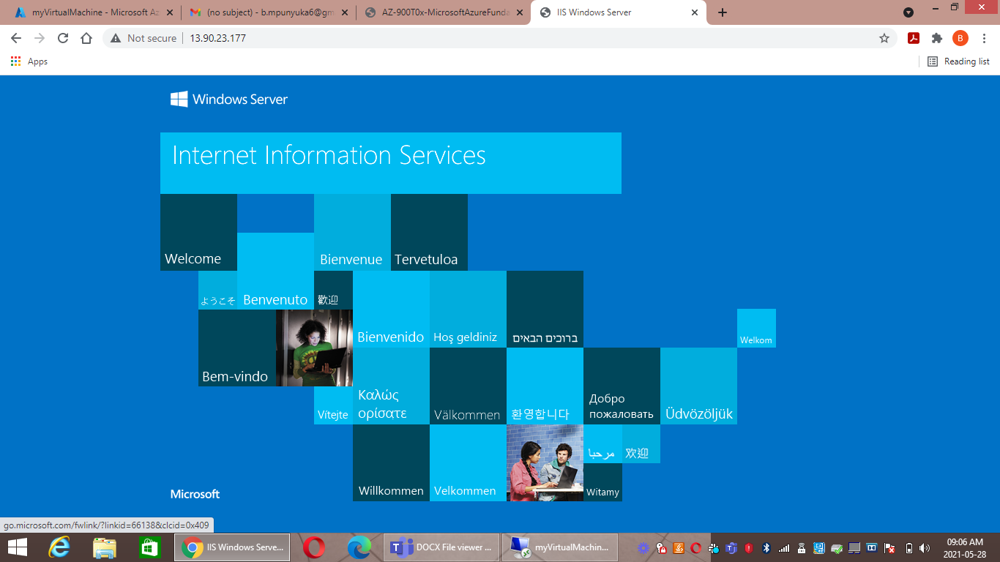 myVirtualMachine - Microsoft Az
(no subject) - b.mpunyuka6@gm
AZ-900T0x-MicrosoftAzureFunda
IIS Windows Server
Not secure
13.90.23.177
B
Apps
Reading list
Windows Server
Internet Information Services
Welcome
Bienvenue
Tervetuloa
ようこそ
Benvenuto
歡迎
Bienvenido
Hoş geldiniz
ברוכים הבאים
Welkom
Bem-vindo
Vítejte
Καλώς
ορίσατε
Välkommen
환영합니다
Добро
пожаловать
Üdvözöljük
Willkommen
Velkommen
مرحبا
欢迎
Witamy
Microsoft
go.microsoft.com/fwlink/?linkid=66138&clcid=0x409
IIS Windows Serve...
DOCX File viewer ...
myVirtualMachin...
09:06 AM
2021-05-28